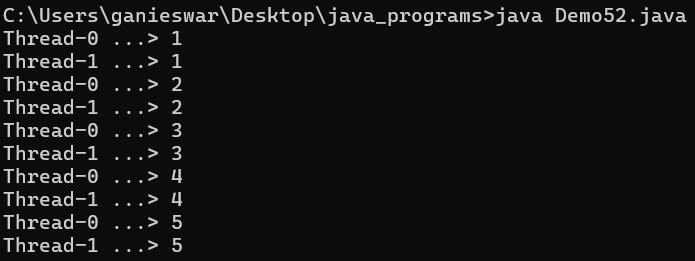 C:\Users\ganieswar\Desktop\java_programs>java Demo52.java
Thread-0 ...> 1
Thread-1 ...> 1
Thread-0 ...> 2
Thread-1 ...> 2
Thread-0 ...> 3
Thread-1 ...> 3
Thread-0 ...> 4
Thread-1 ...> 4
Thread-0 ...> 5
Thread-1 ...> 5